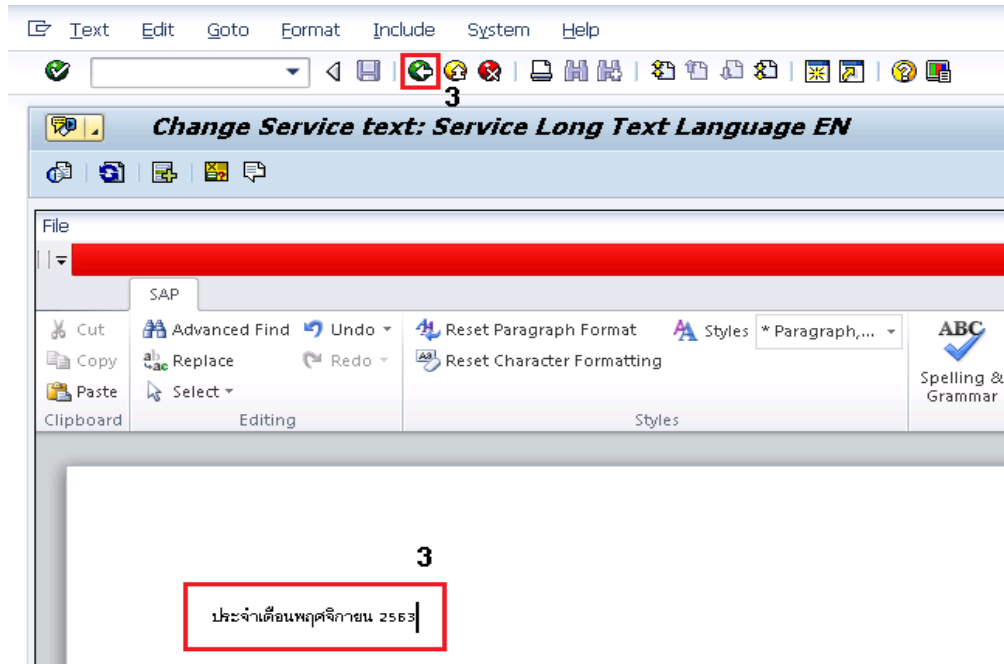 Text Edit Goto Format Include System Help
3
Change Service text: Service Long Text Language EN
File
SAP
Cut Advanced Find Undo Reset Paragraph Format Styles * Paragraph,... ABC
Copy Replace Redo Reset Character Formatting
Paste Select
Spelling &
Grammar
Clipboard Editing Styles
3
ประจำเดือนพฤศจิกายน 2563